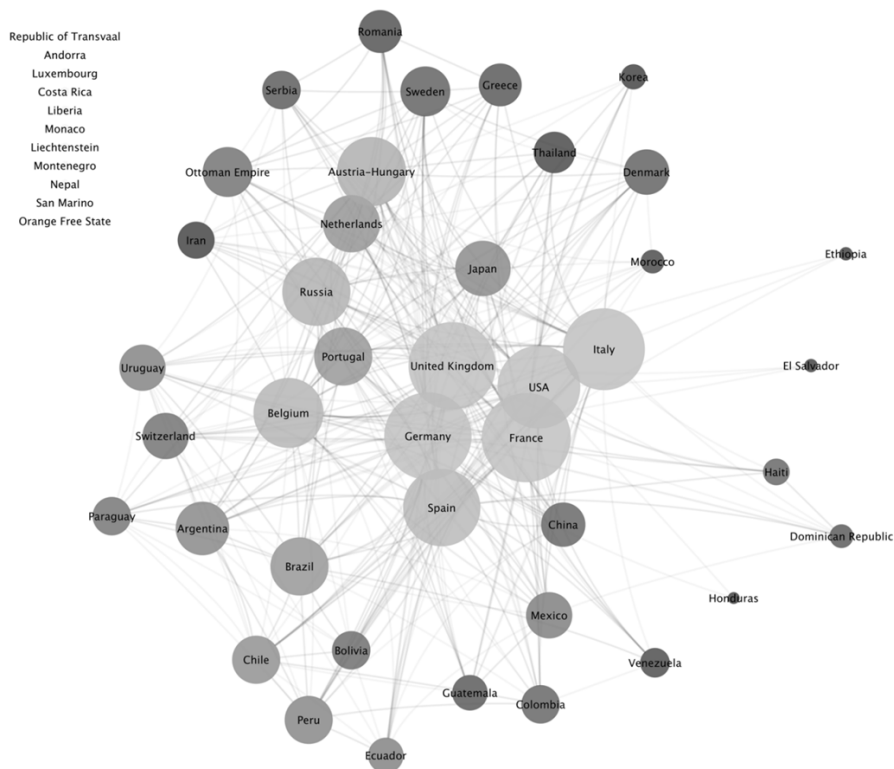 Republic of Transvaal
Andorra
Luxembourg
Costa Rica
Liberia
Monaco
Liechtenstein
Montenegro
Nepal
San Marino
Orange Free State
Romania
Serbia
Sweden
Greece
Korea
Ottoman Empire
Austria-Hungary
Thailand
Denmark
Netherlands
Iran
Japan
Morocco
Ethiopia
Russia
Uruguay
Portugal
United Kingdom
Italy
USA
El Salvador
Belgium
Switzerland
Germany
France
Haiti
Paraguay
Argentina
Spain
China
Dominican Republic
Brazil
Honduras
Mexico
Chile
Bolivia
Venezuela
Guatemala
Colombia
Peru
Ecuador